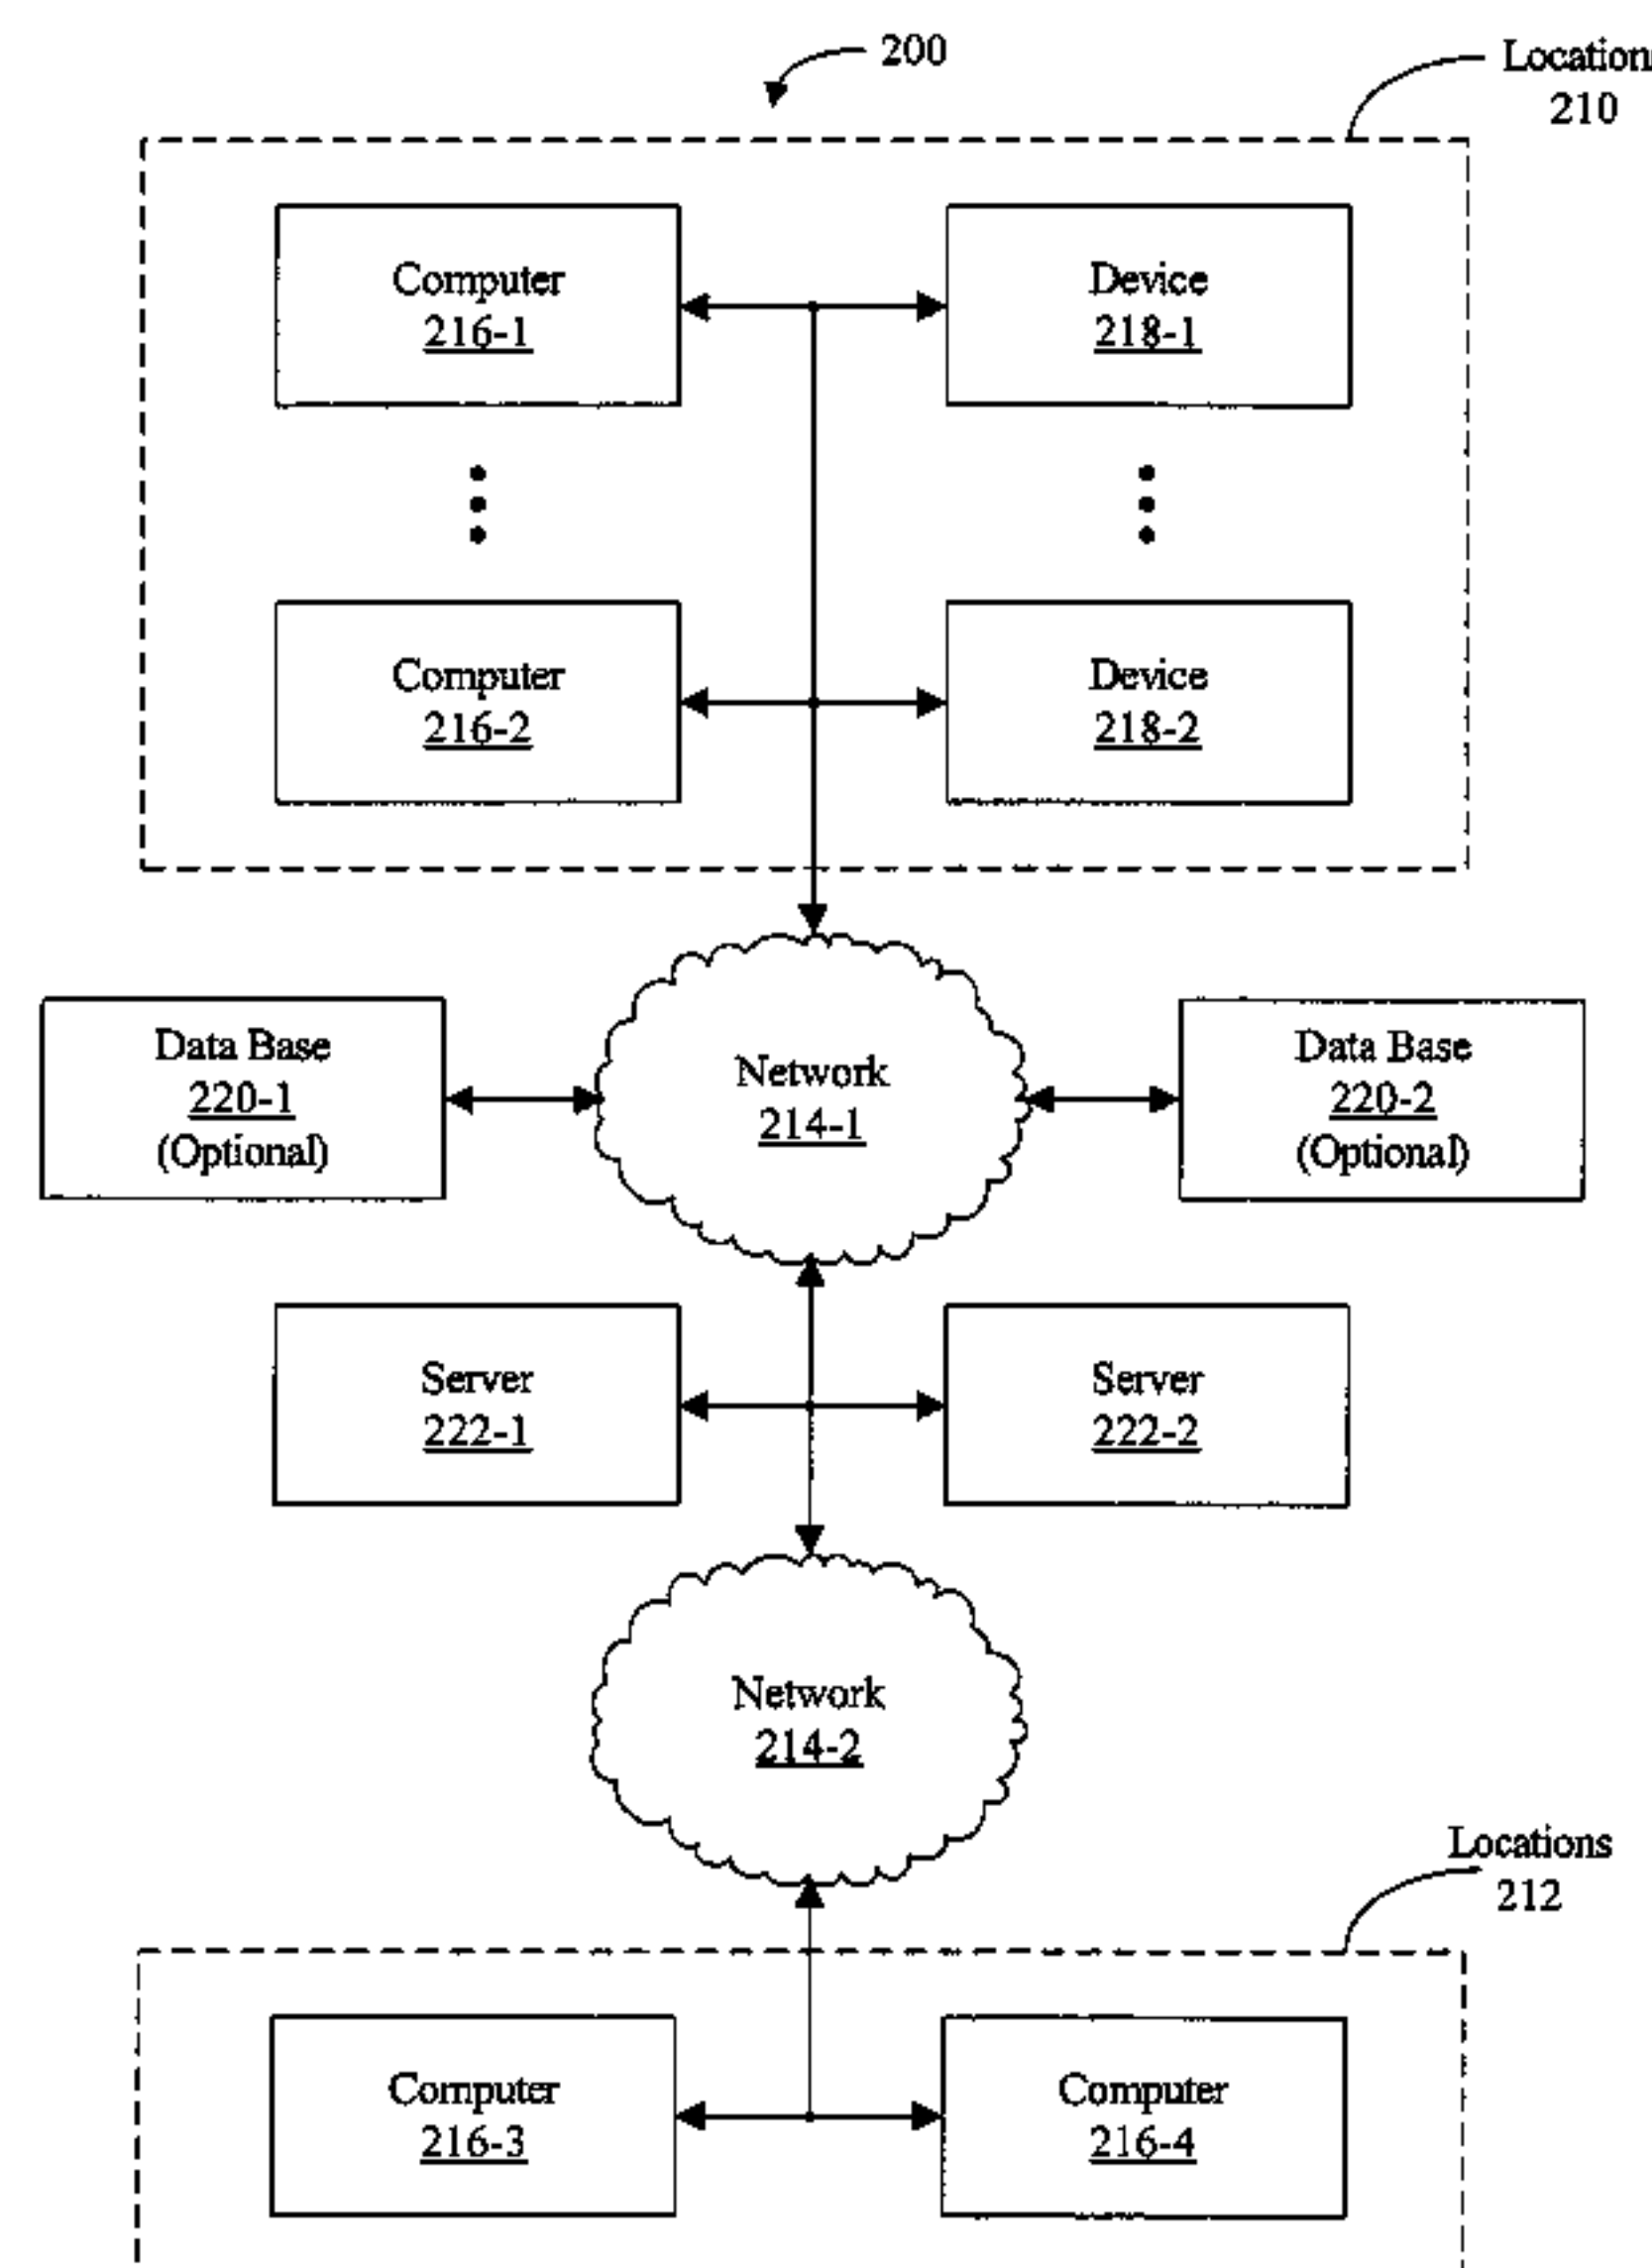 200
Location
210
Computer
216-1
Device
218-1
Computer
216-2
Device
218-2
Data Base
220-1
(Optional)
Network
214-1
Data Base
220-2
(Optional)
Server
222-1
Server
222-2
Network
214-2
Locations
212
Computer
216-3
Computer
216-4